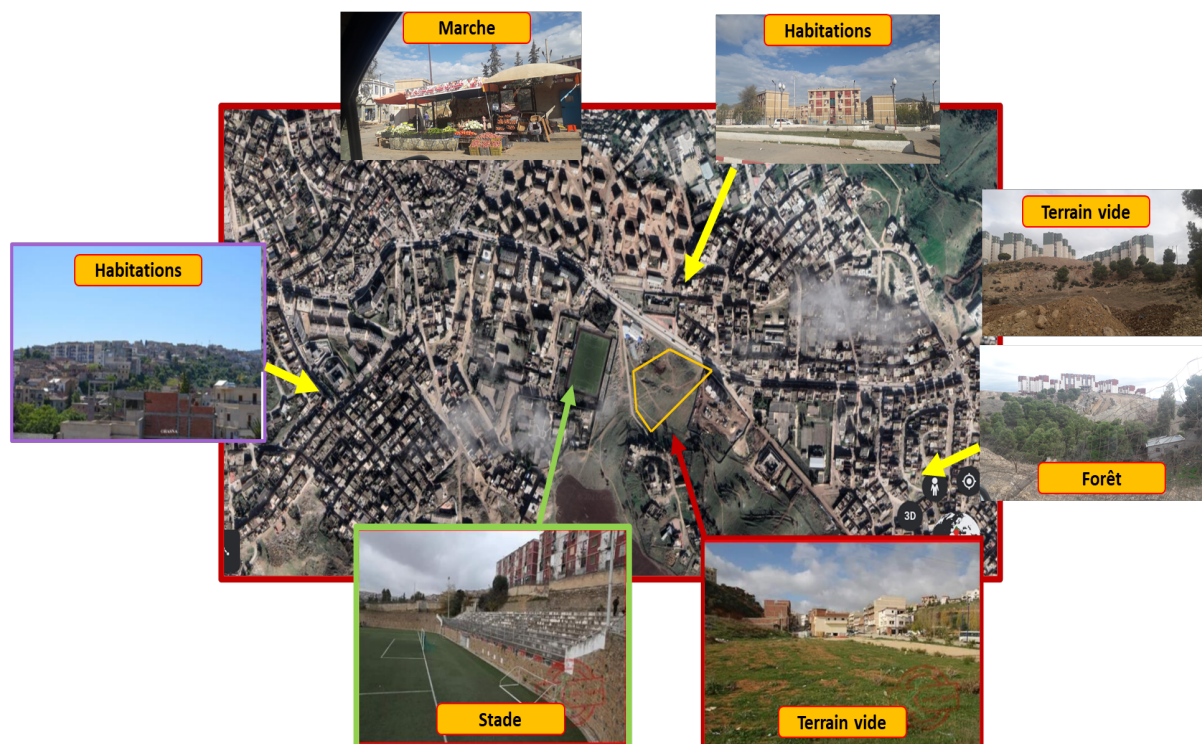 Marche
Habitations
Terrain vide
Habitations
Forêt
3D
Stade
Terrain vide